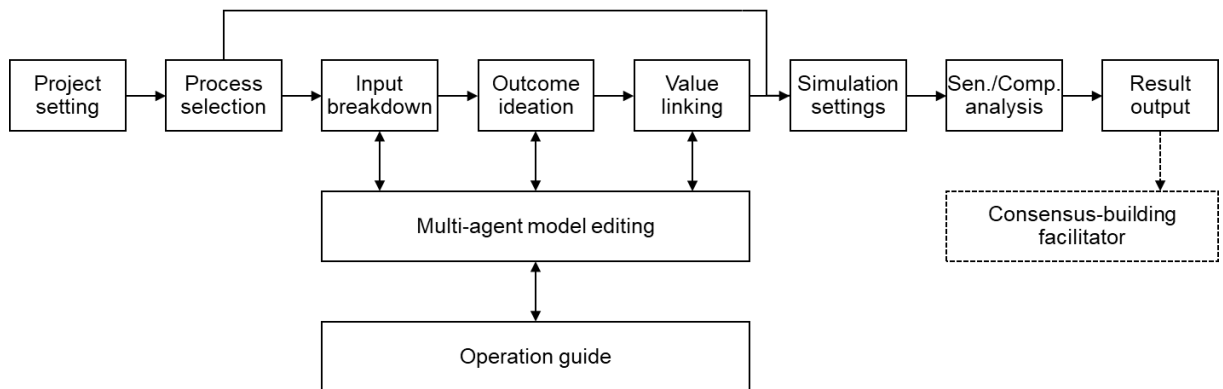 Project
setting
Process
selection
Input
breakdown
Outcome
ideation
Value
linking
Simulation
settings
Sen./Comp.
analysis
Result
output
Multi-agent model editing
Consensus-building
facilitator
Operation guide